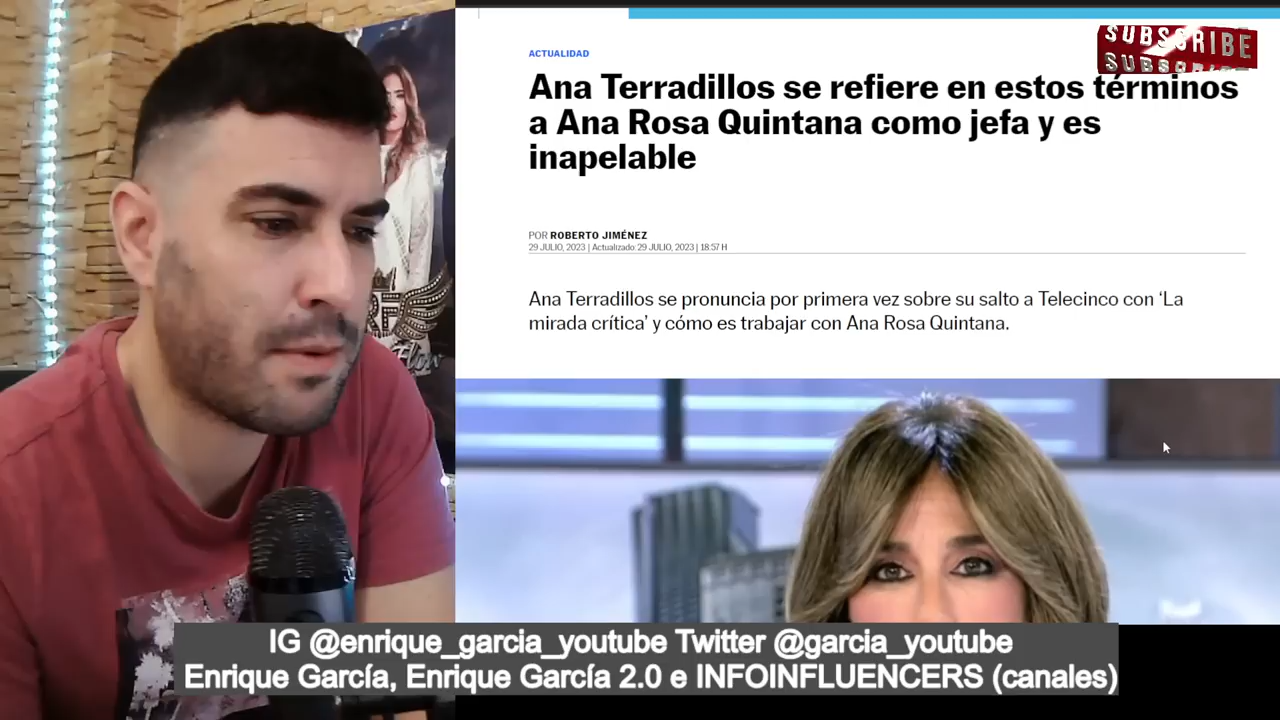 SUBSCRIBE
SUBSCRIBE
ACTUALIDAD
Ana Terradillos se refiere en estos términos
a Ana Rosa Quintana como jefa y es
inapelable
POR ROBERTO JIMÉNEZ
29 JULIO, 2023 | Actualizado: 29 JULIO, 2023 | 18:57 H
Ana Terradillos se pronuncia por primera vez sobre su salto a Telecinco con ‘La
mirada crítica’ y cómo es trabajar con Ana Rosa Quintana.
IG @enrique_garcia_youtube Twitter @garcia_youtube
Enrique García, Enrique García 2.0 e INFOINFLUENCERS (canales)